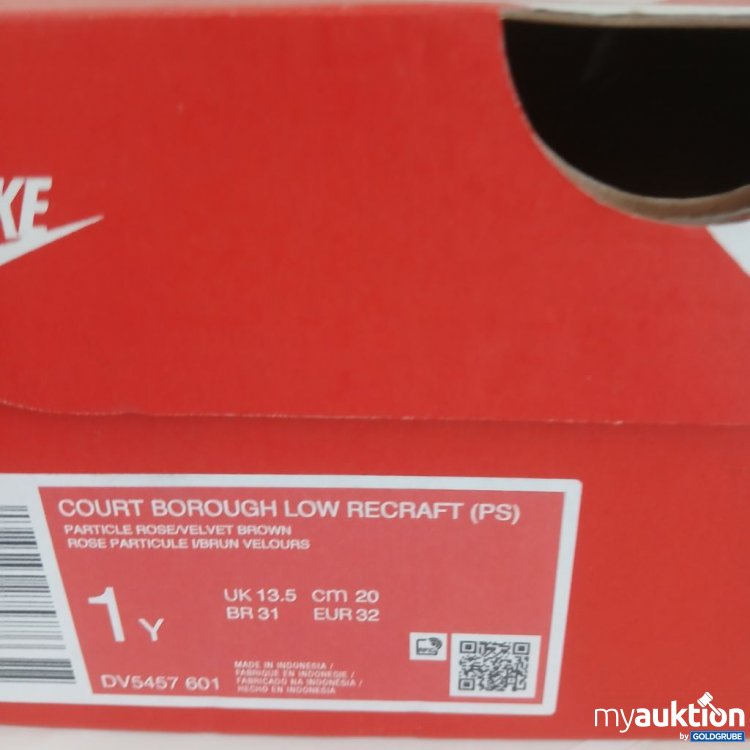 KE
COURT BOROUGH LOW RECRAFT (PS)
PARTICLE ROSE/VELVET BROWN
ROSE PARTICULE I/BRUN VELOURS
1Y
UK 13.5 cm 20
BR 31 EUR 32
DV5457 601
MADE IN INDONESIA /
FABRIQUE EN INDONESIE /
FABRICADO NA INDONÉSIA /
HECHO EN INDONESIA
myauktion
by GOLDGRUBE